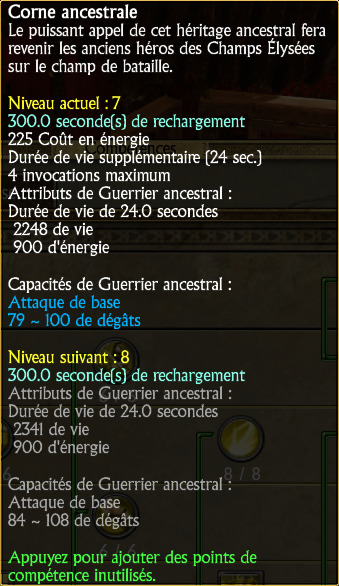 Corne ancestrale
Le puissant appel de cet héritage ancestral fera
revenir les anciens héros des Champs Élysées
sur le champ de bataille.
Niveau actuel : 7
300.0 seconde(s) de rechargement
225 Coût en énergie
Durée de vie supplémentaire (24 sec.)
4 invocations maximum
Attributs de Guerrier ancestral :
Durée de vie de 24.0 secondes
2248 de vie
900 d'énergie
Capacités de Guerrier ancestral :
Attaque de base
79 ~ 100 de dégâts
Niveau suivant : 8
300.0 seconde(s) de rechargement
Attributs de Guerrier ancestral :
Durée de vie de 24.0 secondes
2341 de vie
900 d'énergie
8 / 8
Capacités de Guerrier ancestral :
Attaque de base
84 ~ 108 de dégâts
Appuyez pour ajouter des points de
compétence inutilisés.